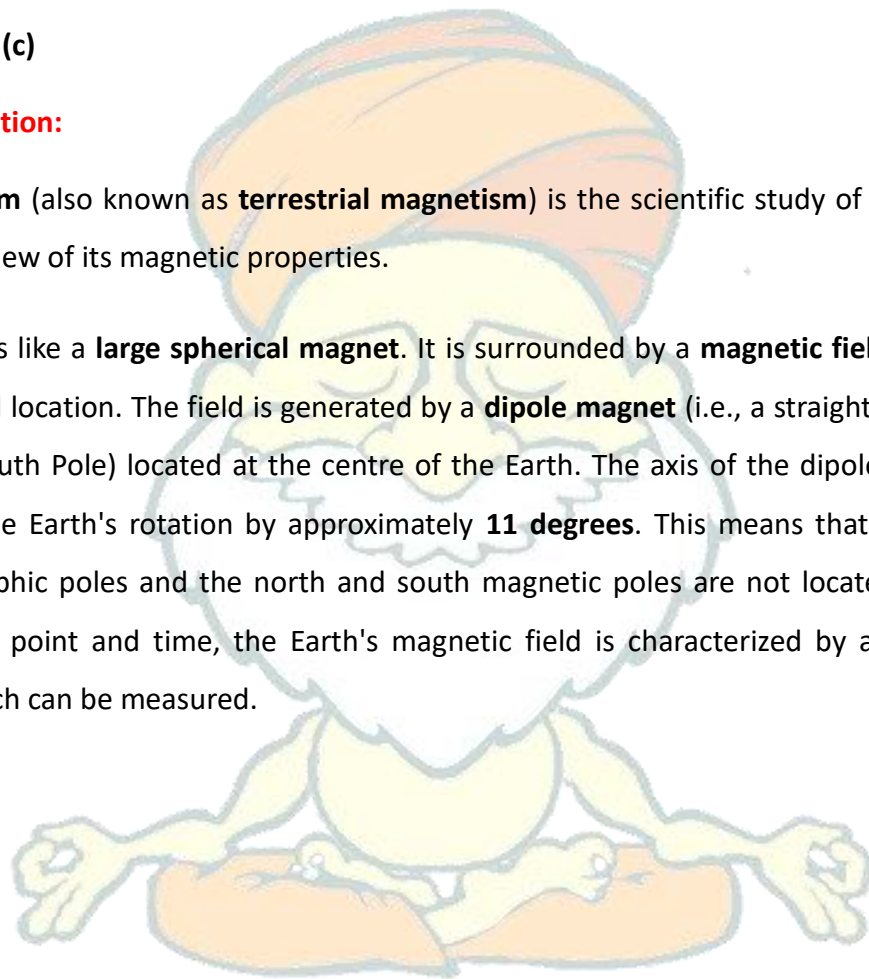 (c)
tion:
m (also known as terrestrial magnetism) is the scientific study of
ew of its magnetic properties.
s like a large spherical magnet. It is surrounded by a magnetic fiel
l location. The field is generated by a dipole magnet (i.e., a straight
uth Pole) located at the centre of the Earth. The axis of the dipole
e Earth's rotation by approximately 11 degrees. This means that
phic poles and the north and south magnetic poles are not locate
point and time, the Earth's magnetic field is characterized by a
ch can be measured.